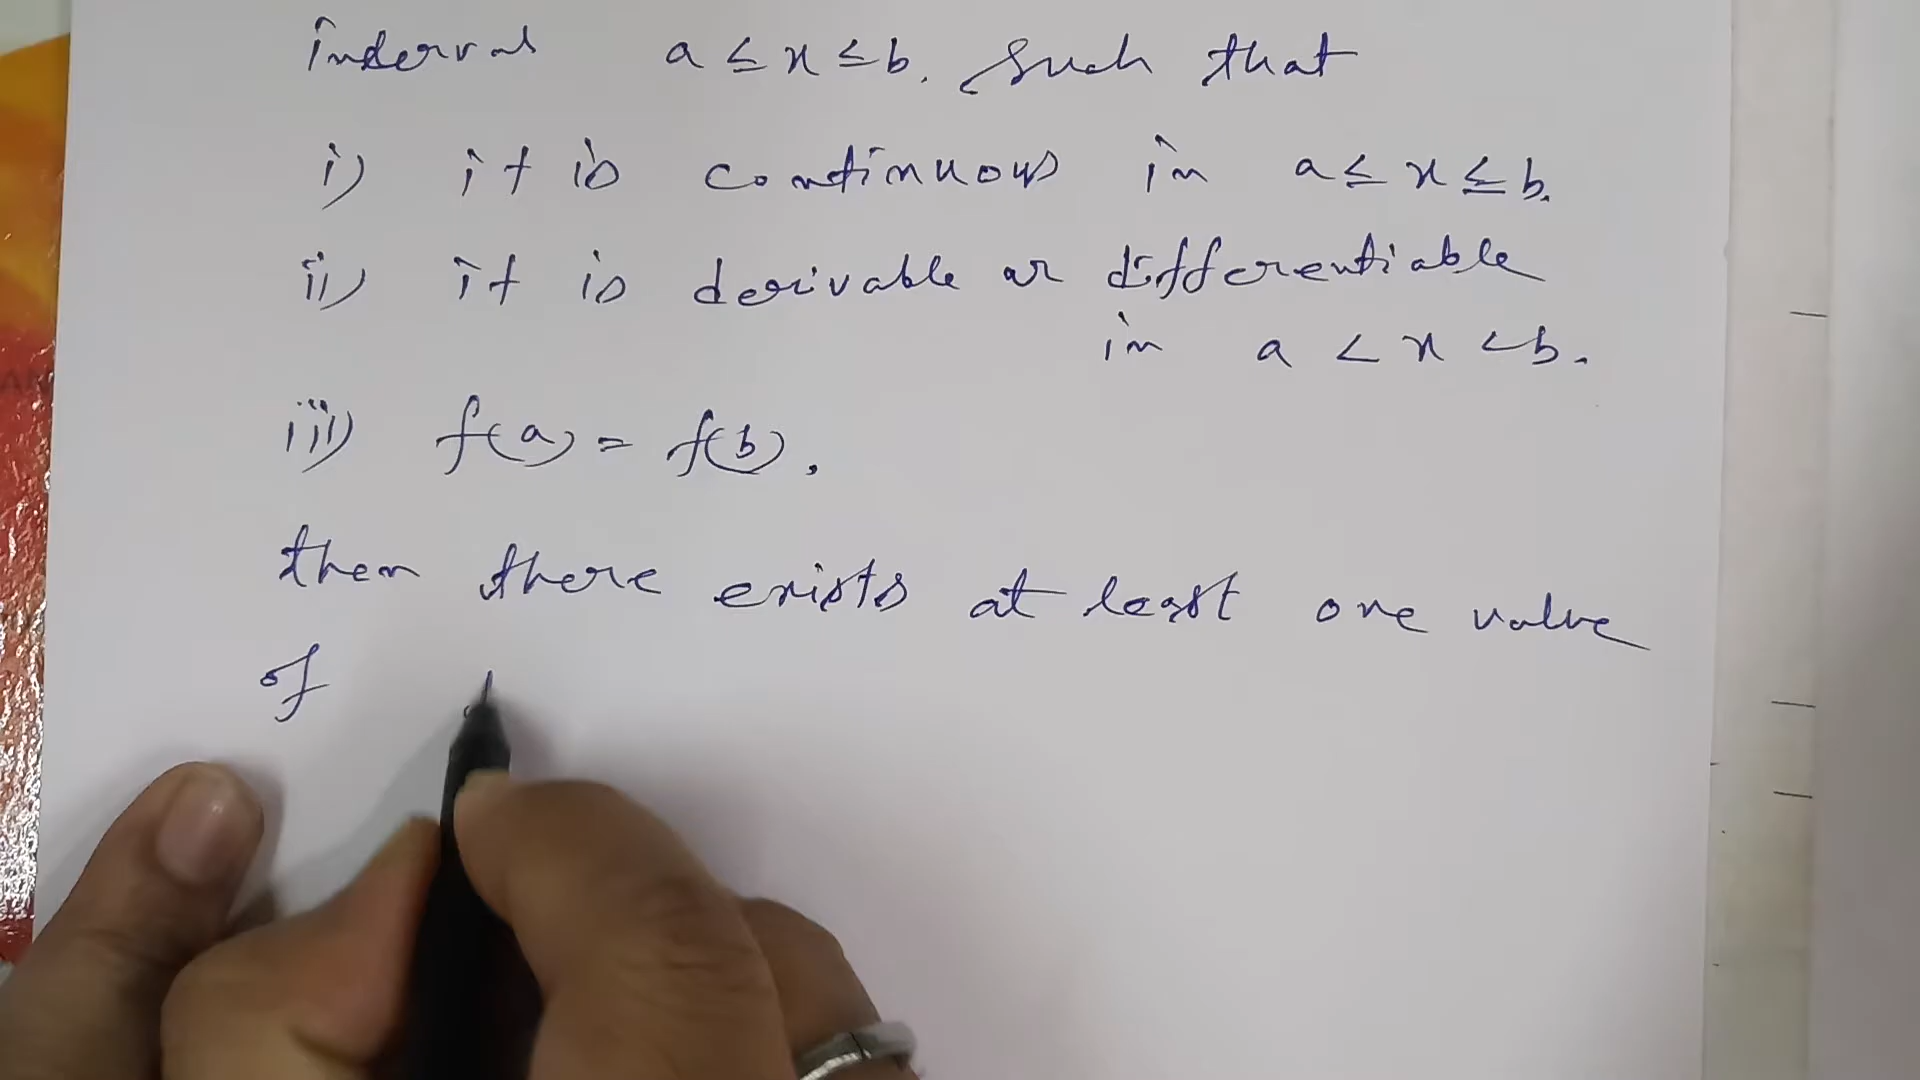 interval a ≤ x ≤ b. Such that
i) it is continuous in a ≤ x ≤ b.
ii) it is derivable or differentiable
in a < x < b.
iii) f(a) = f(b).
then there exists at least one value
of